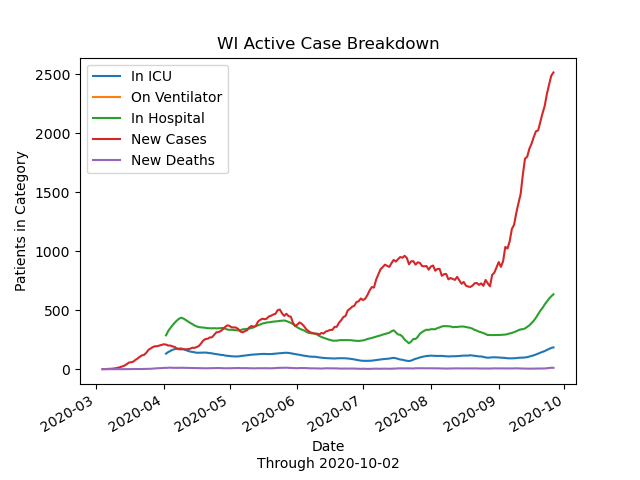 WI Active Case Breakdown
In ICU
On Ventilator
In Hospital
New Cases
New Deaths
Patients in Category
2500
2000
1500
1000
500
0
2020-03
2020-04
2020-05
2020-06
2020-07
2020-08
2020-09
2020-10
Date
Through 2020-10-02